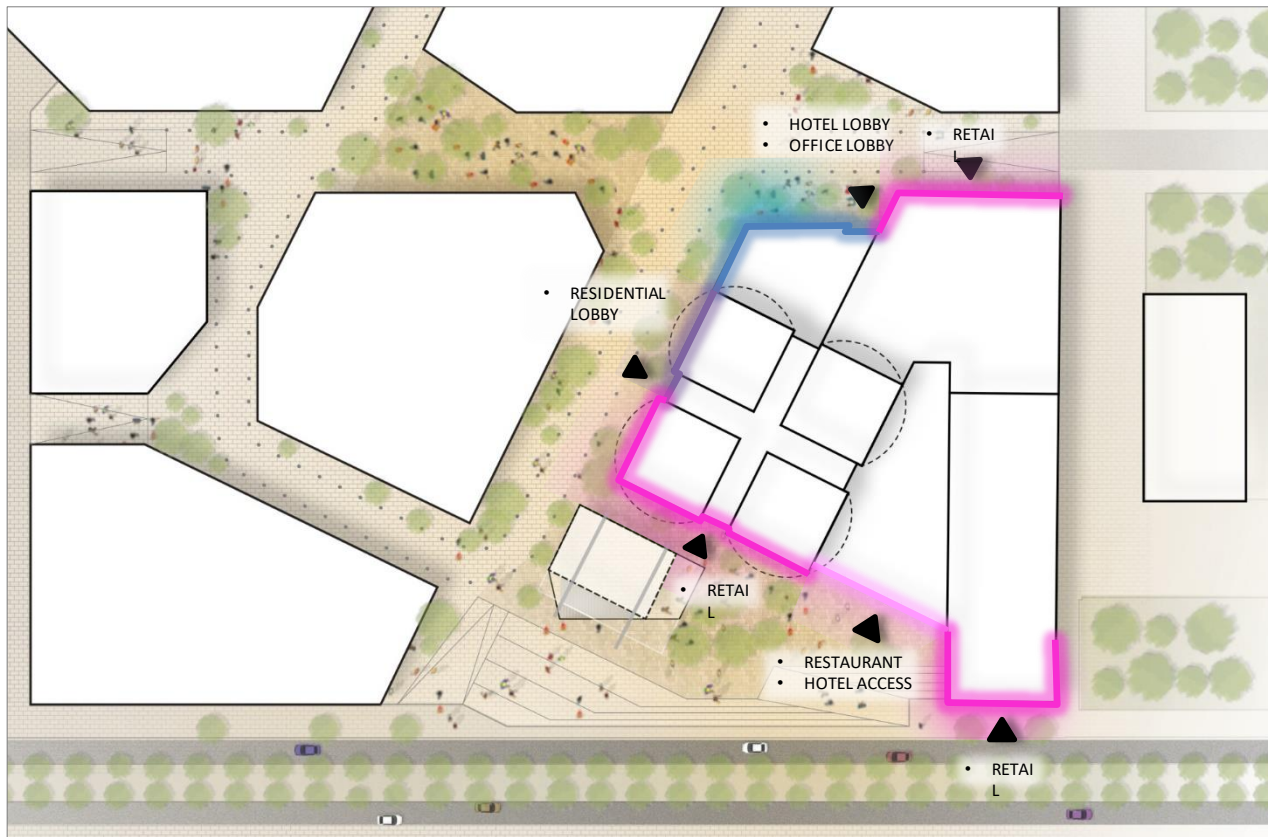 • HOTEL LOBBY
• OFFICE LOBBY
• RETAI
L
• RESIDENTIAL
LOBBY
• RETAI
L
• RESTAURANT
• HOTEL ACCESS
• RETAI
L